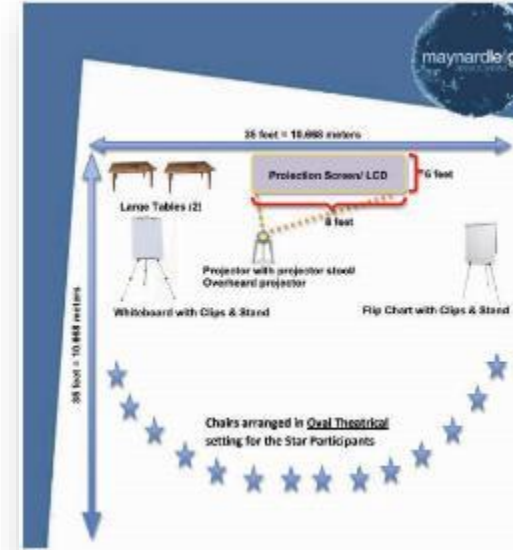 maynardle
35 feet = 10.668 meters
Projection Screen/ LCD
6 feet
Large Tables (2)
8 feet
Projector with projector stool/
Overheard projector
Whiteboard with Clips & Stand
Flip Chart with Clips & Stand
35 feet = 10.668 meters
Chairs arranged in Oval Theatrical
setting for the Star Participants